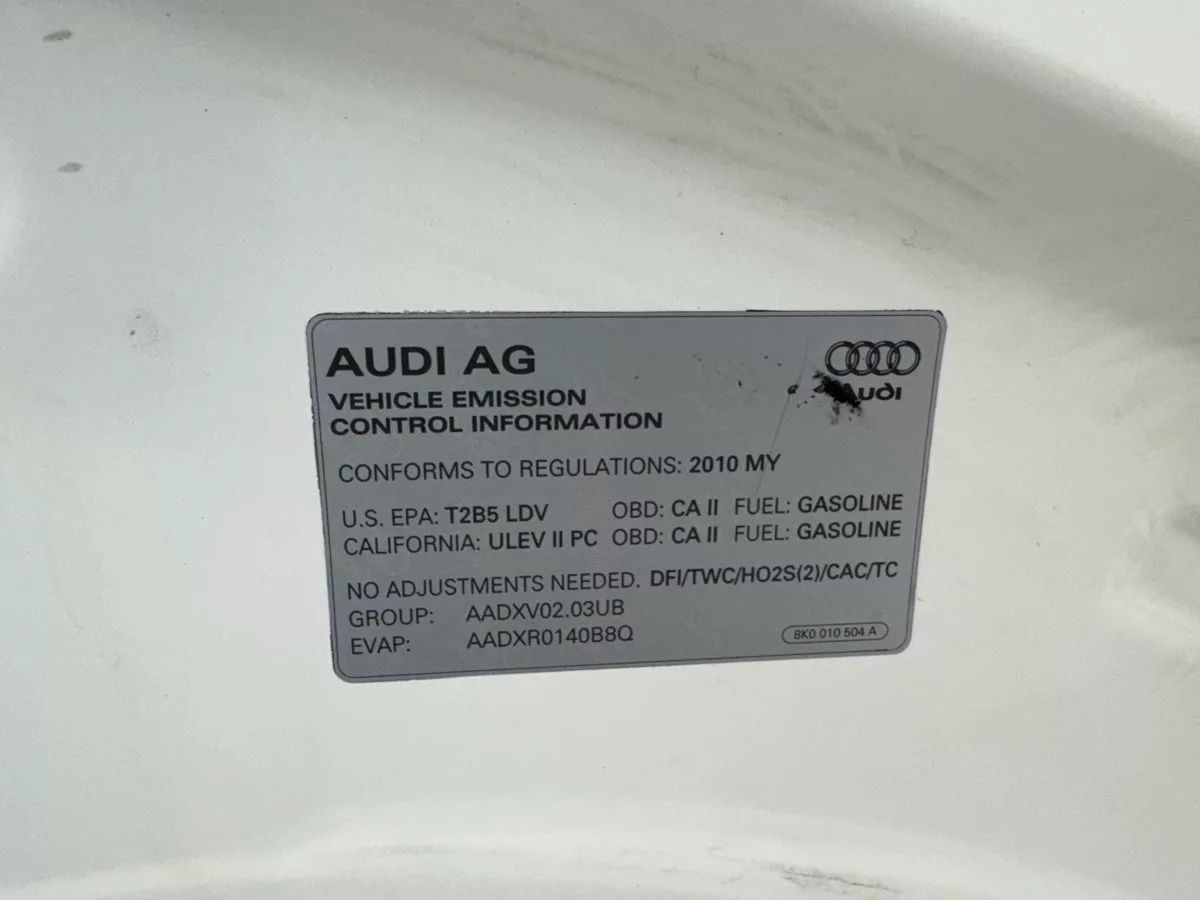 AUDI AG
VEHICLE EMISSION
CONTROL INFORMATION
CONFORMS TO REGULATIONS: 2010 MY
U.S. EPA: T2B5 LDV OBD: CA II FUEL: GASOLINE
CALIFORNIA: ULEV II PC OBD: CA II FUEL: GASOLINE
NO ADJUSTMENTS NEEDED. DFI/TWC/HO2S(2)/CAC/TC
GROUP: AADXV02.03UB
EVAP: AADXR0140B8Q
8K0 010 504 A
Audi